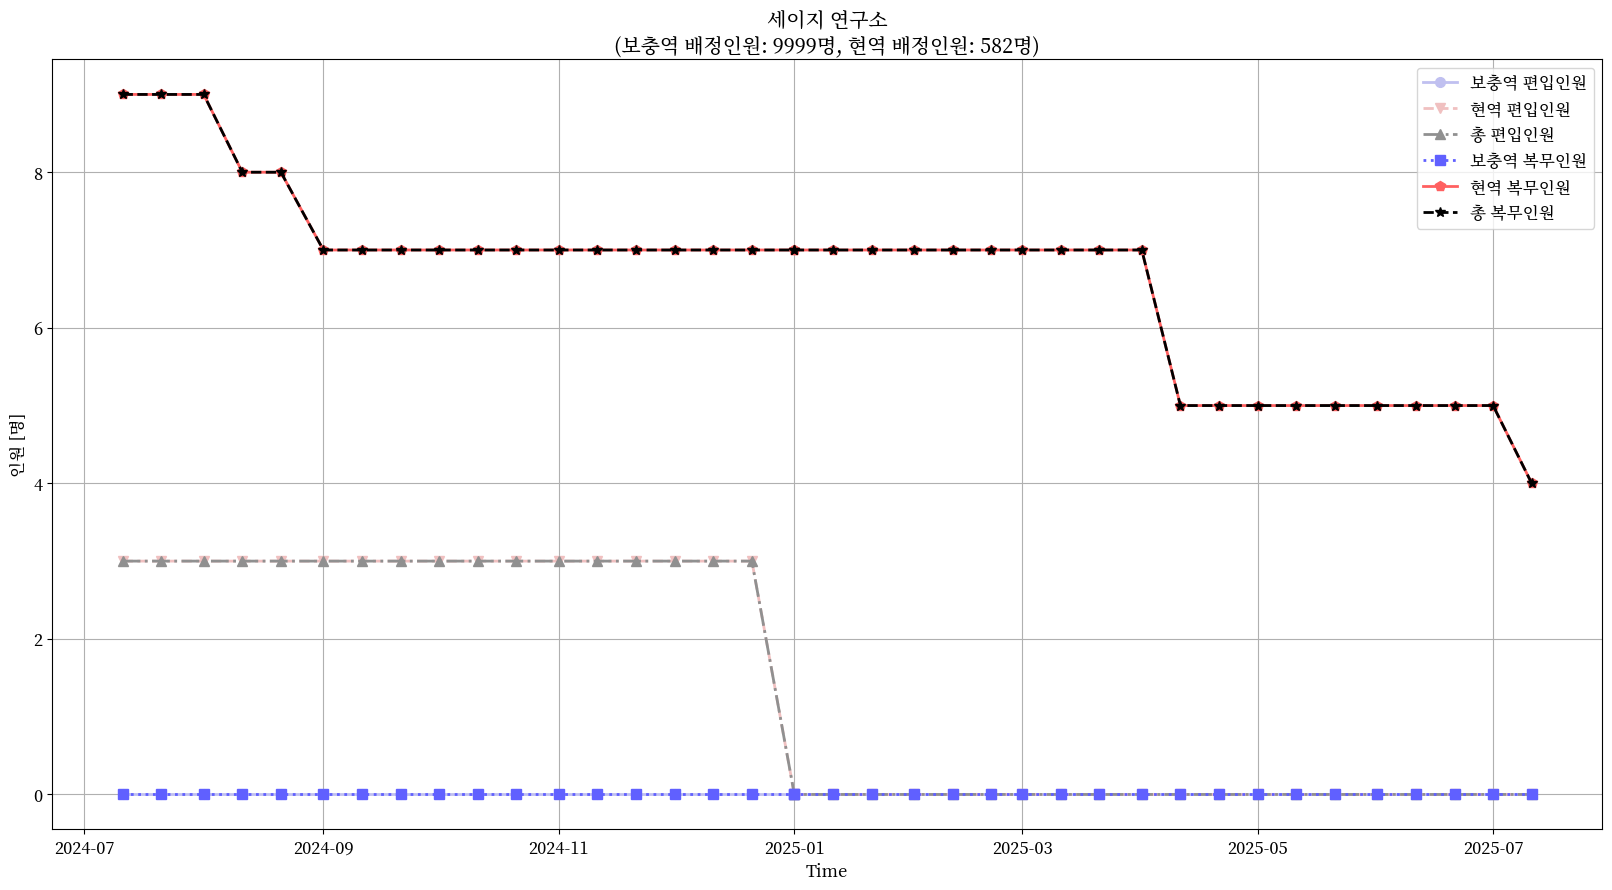 세이지 연구소
(보충역 배정인원: 9999명, 현역 배정인원: 582명)
보충역 편입인원
현역 편입인원
총 편입인원
보충역 복무인원
현역 복무인원
총 복무인원
인원 [명]
8
6
4
2
0
2024-07
2024-09
2024-11
2025-01
2025-03
2025-05
2025-07
Time